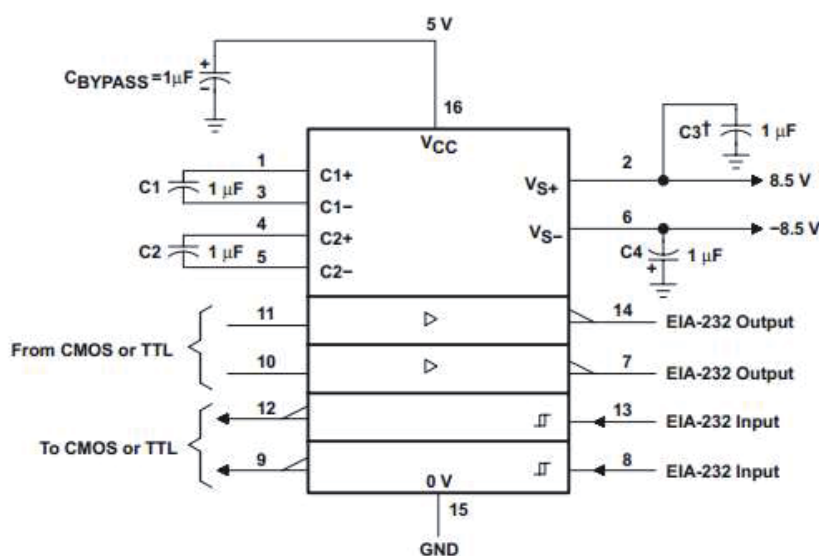 5 V
CBYPASS = 1μF
+
−
16
VCC
C3†
1 μF
1
C1+
C1
1 μF
3
C1−
2
VS+
8.5 V
4
C2+
C2
1 μF
5
C2−
6
VS−
−8.5 V
C4
1 μF
+
11
14
EIA-232 Output
From CMOS or TTL
10
7
EIA-232 Output
12
13
EIA-232 Input
To CMOS or TTL
9
8
EIA-232 Input
0 V
15
GND